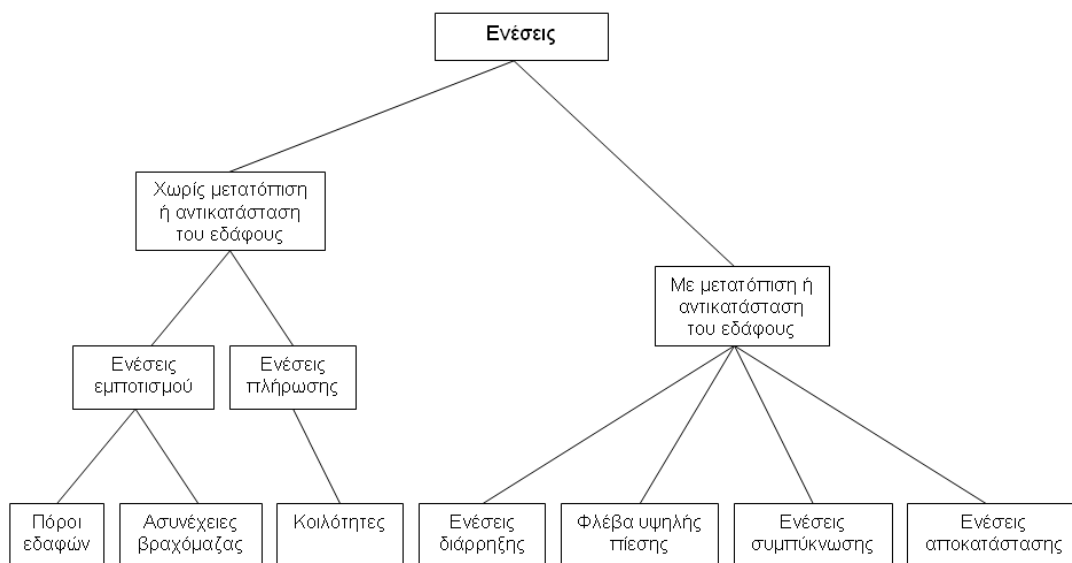 Ενέσεις
Χωρίς μετατόπιση
ή αντικατάσταση
του εδάφους
Με μετατόπιση ή
αντικατάσταση
του εδάφους
Ενέσεις
εμποτισμού
Ενέσεις
πλήρωσης
Πόροι
εδαφών
Ασυνέχειες
βραχόμαζας
Κοιλότητες
Ενέσεις
διάρρηξης
Φλέβα υψηλής
πίεσης
Ενέσεις
συμπύκνωσης
Ενέσεις
αποκατάστασης